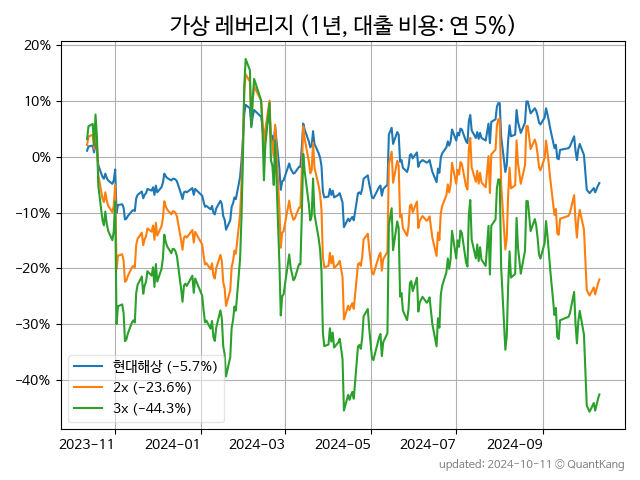 가상 레버리지 (1년, 대출 비용: 연 5%)
20%
10%
0%
−10%
−20%
−30%
−40%
현대해상 (−5.7%)
2x (−23.6%)
3x (−44.3%)
2023-11
2024-01
2024-03
2024-05
2024-07
2024-09
updated: 2024-10-11 © QuantKang